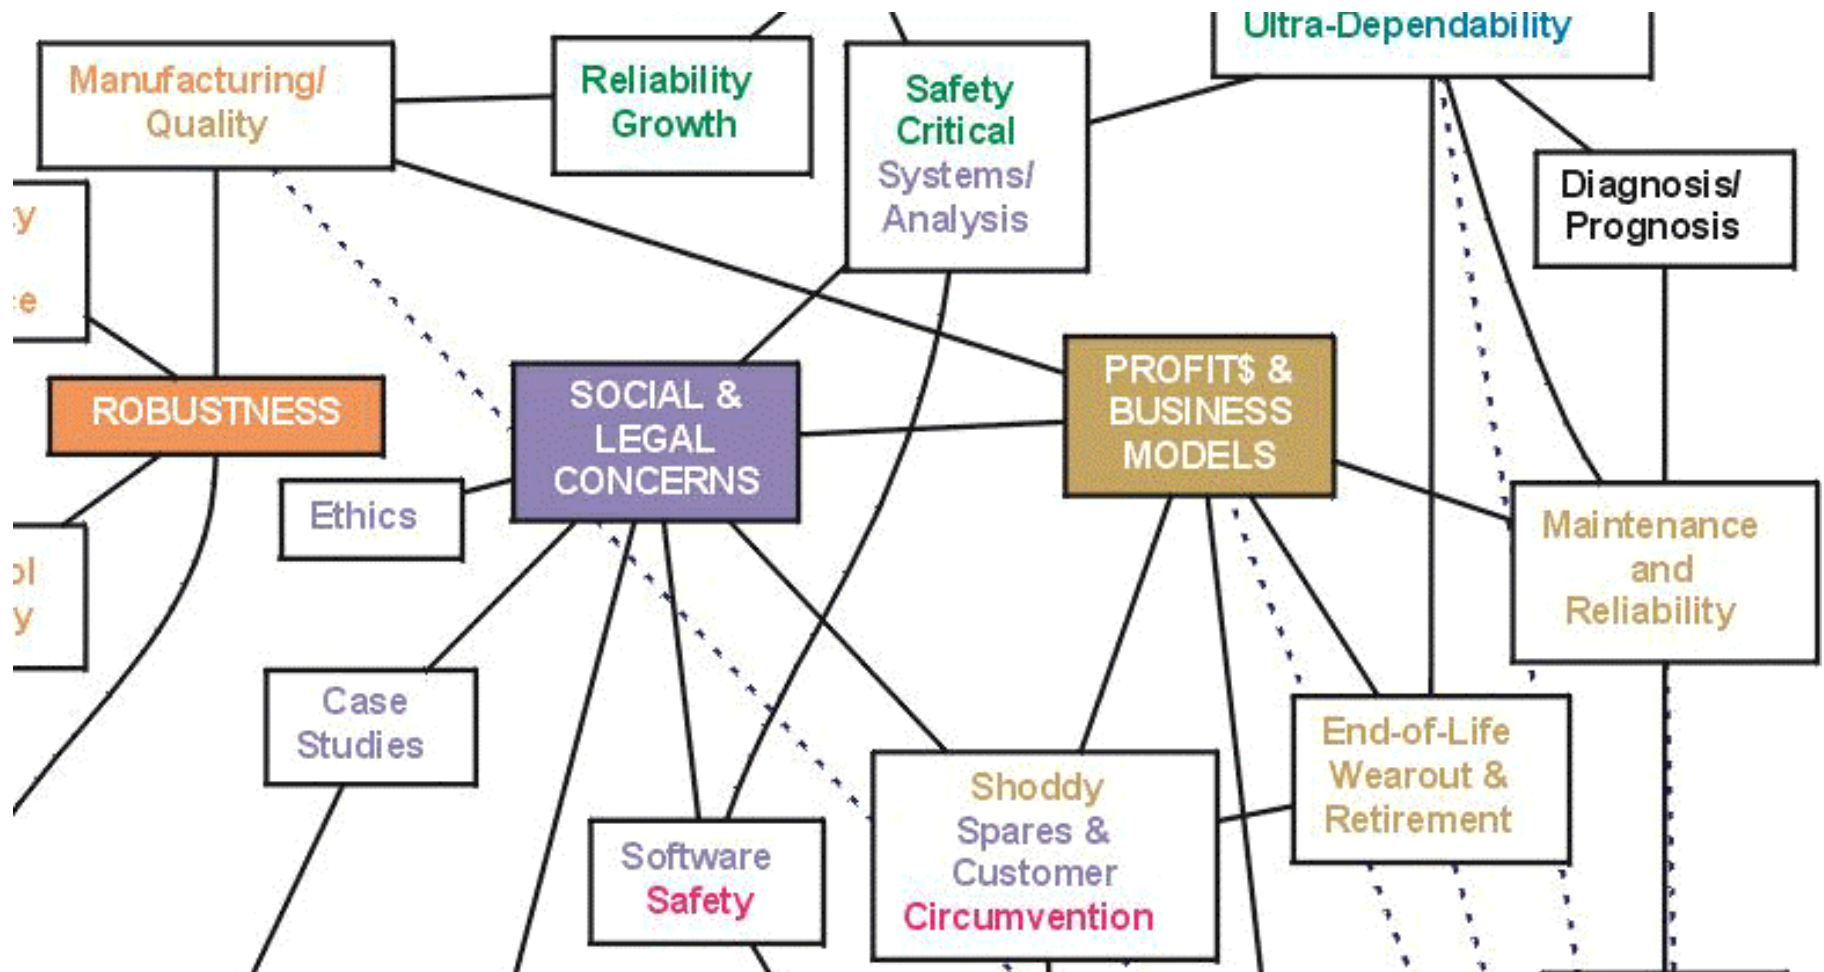 Ultra-Dependability
Manufacturing/
Quality
Reliability
Growth
Safety
Critical
Systems/
Analysis
Diagnosis/
Prognosis
ROBUSTNESS
SOCIAL &
LEGAL
CONCERNS
PROFIT$ &
BUSINESS
MODELS
Ethics
Maintenance
and
Reliability
Case
Studies
End-of-Life
Wearout &
Retirement
Shoddy
Spares &
Customer
Circumvention
Software
Safety